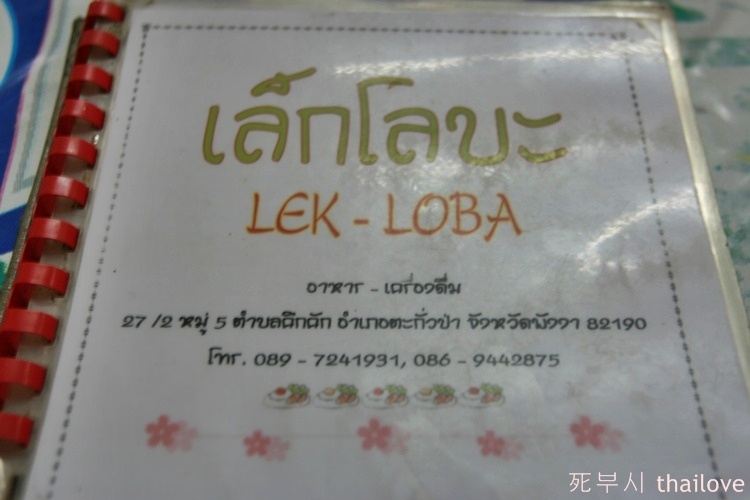 เล็กโลบะ
LEK - LOBA
อาหาร - เครื่องดื่ม
27 /2 หมู่ 5 ตำบลคึกคัก อำเภอตะกั่วป่า จังหวัดพังงา 82190
โทร. 089 - 7241931, 086 - 9442875
死부시 thailove